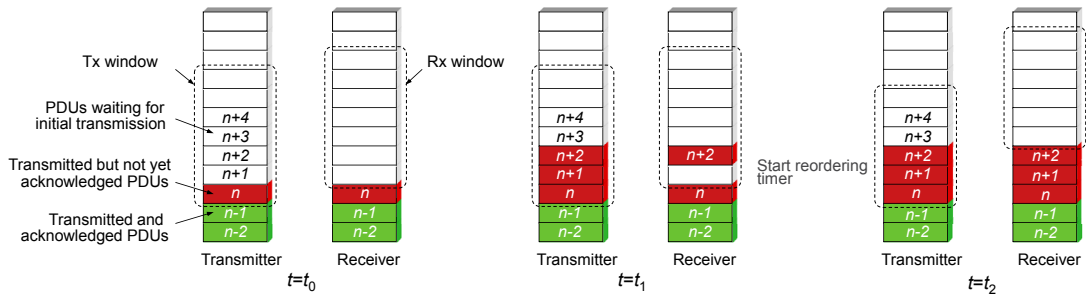 Tx window
PDUs waiting for
initial transmission
Transmitted but not yet
acknowledged PDUs
Transmitted and
acknowledged PDUs
n+4
n+3
n+2
n+1
n
n-1
n-2
Transmitter
n
n-1
n-2
Receiver
t=t0
Rx window
n+4
n+3
n+2
n+1
n
n-1
n-2
Transmitter
n+2
n
n-1
n-2
Receiver
t=t1
Start reordering
timer
n+4
n+3
n+2
n+1
n
n-1
n-2
Transmitter
n+2
n+1
n
n-1
n-2
Receiver
t=t2